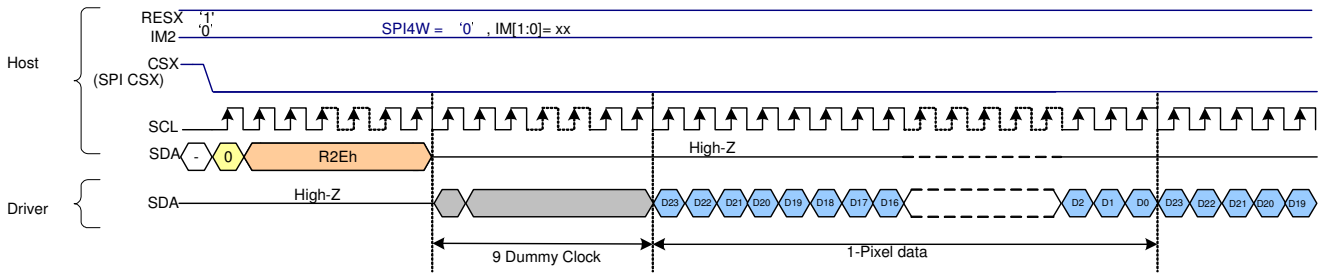 RESX '1'
IM2 '0'
SPI4W = '0' , IM[1:0]= xx
Host
CSX
(SPI CSX)
SCL
SDA - 0 R2Eh High-Z
Driver
SDA High-Z D23 D22 D21 D20 D19 D18 D17 D16 D2 D1 D0 D23 D22 D21 D20 D19
9 Dummy Clock
1-Pixel data